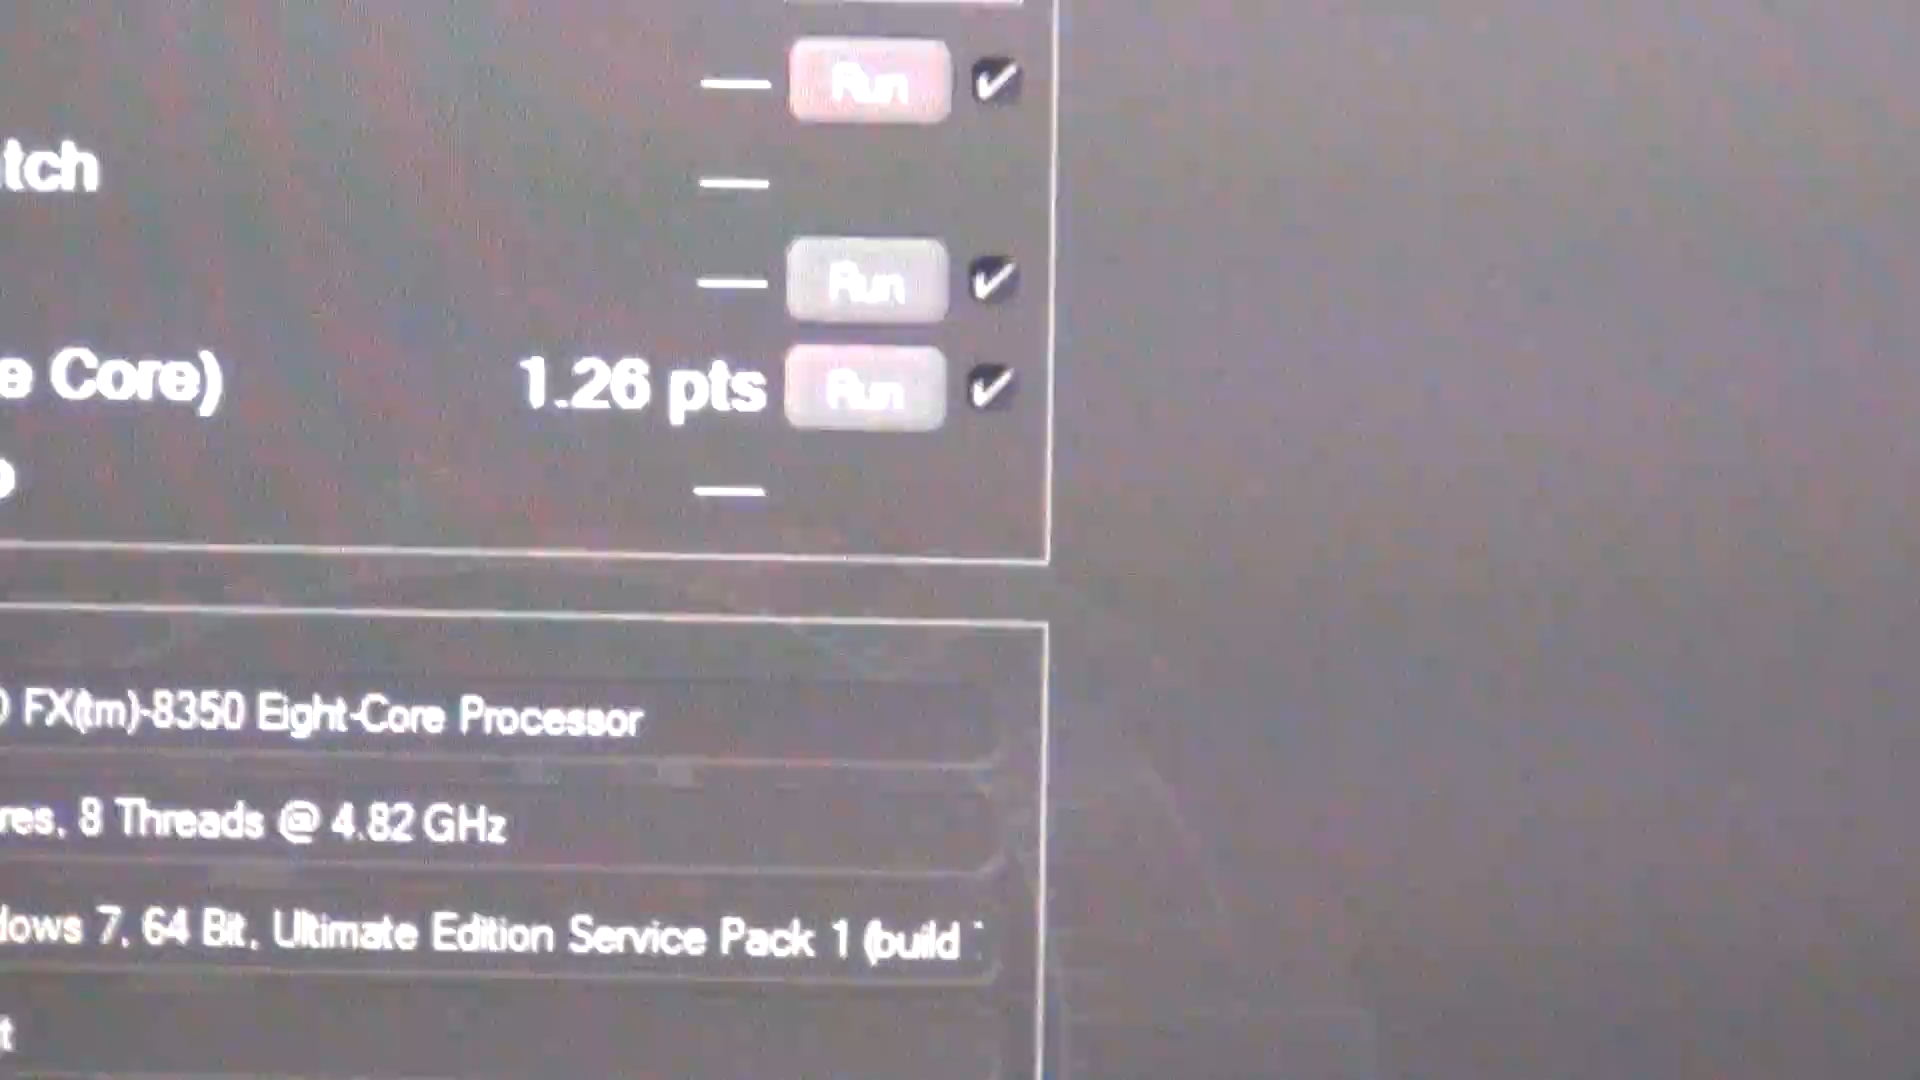 — Run
tch —
— Run
e Core) 1.26 pts Run
—
FX(tm)-8350 Eight-Core Processor
res, 8 Threads @ 4.82 GHz
dows 7, 64 Bit, Ultimate Edition Service Pack 1 (build
t